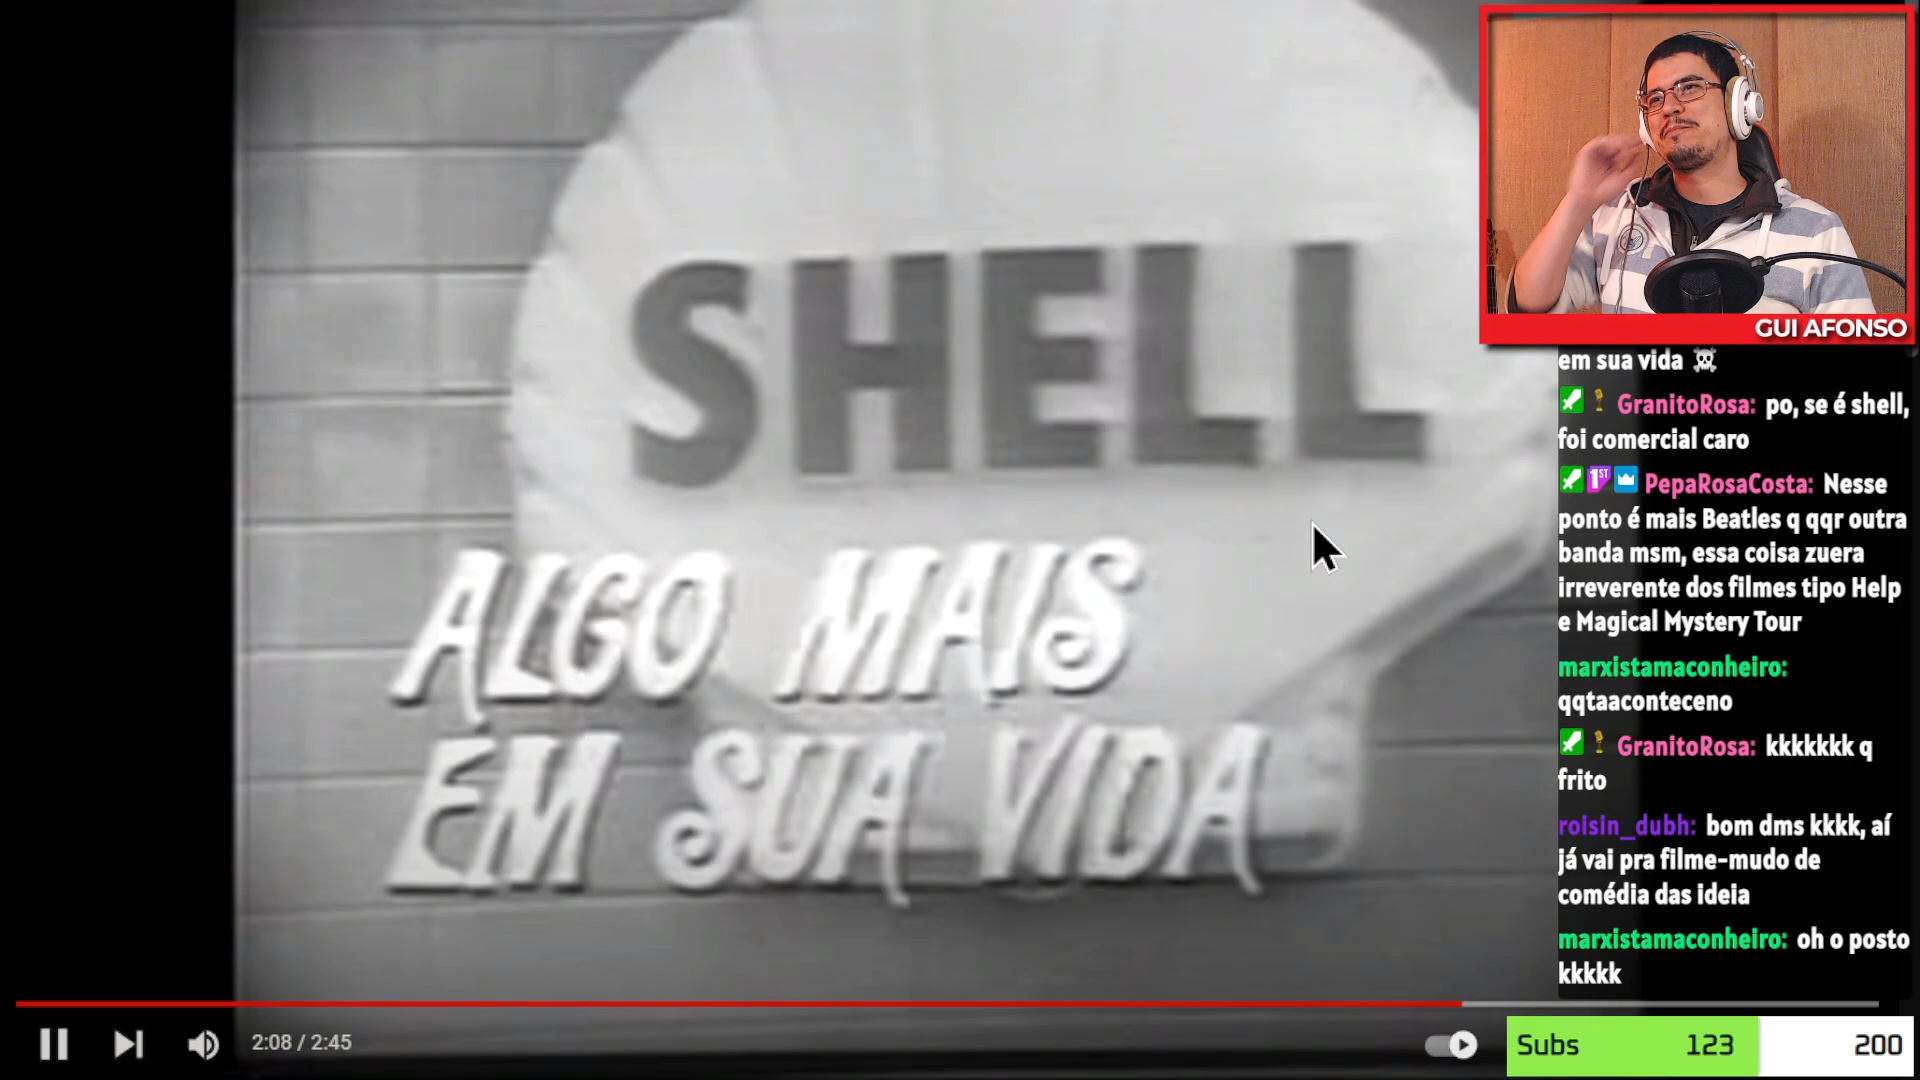 SHELL
ALGO MAIS
EM SUA VIDA
2:08 / 2:45
GUI AFONSO
em sua vida ☠
GranitoRosa: po, se é shell,
foi comercial caro
1ST PepaRosaCosta: Nesse
ponto é mais Beatles q qqr outra
banda msm, essa coisa zuera
irreverente dos filmes tipo Help
e Magical Mystery Tour
marxistamaconheiro:
qqtaaconteceno
GranitoRosa: kkkkkkk q
frito
roisin_dubh: bom dms kkkk, aí
já vai pra filme-mudo de
comédia das ideia
marxistamaconheiro: oh o posto
kkkkk
Subs 123 200